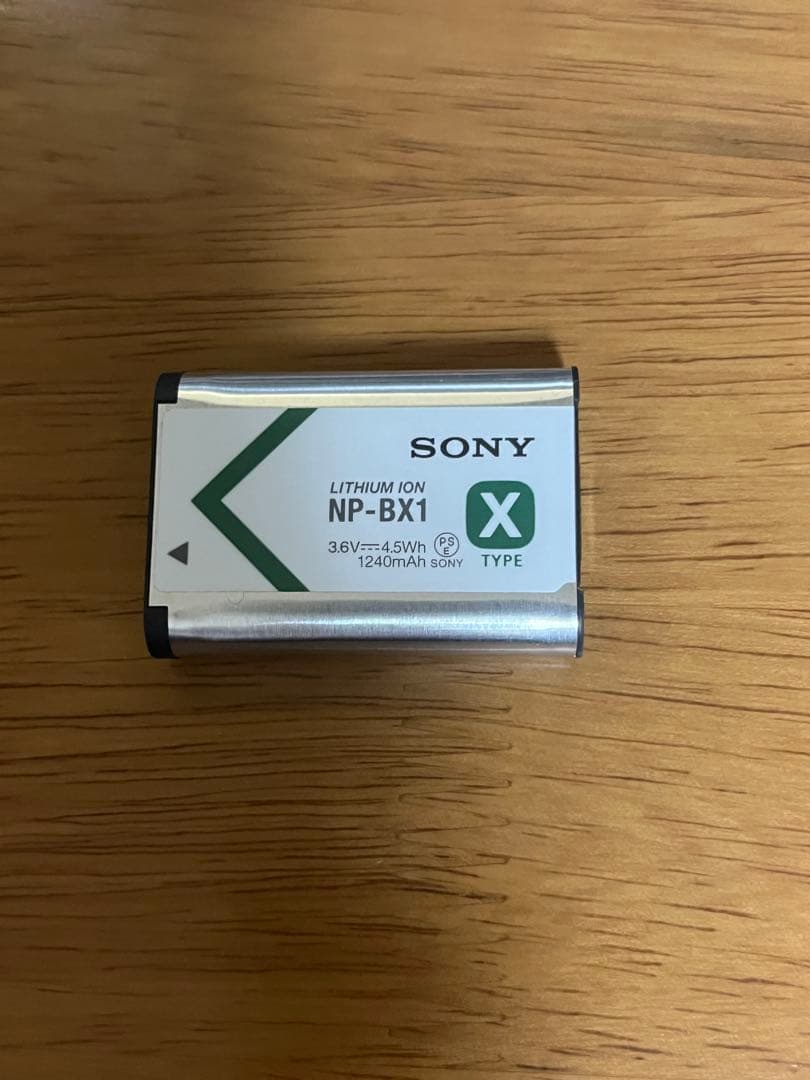 SONY
LITHIUM ION
NP-BX1
X
TYPE
3.6V⎓4.5Wh PSE
1240mAh SONY